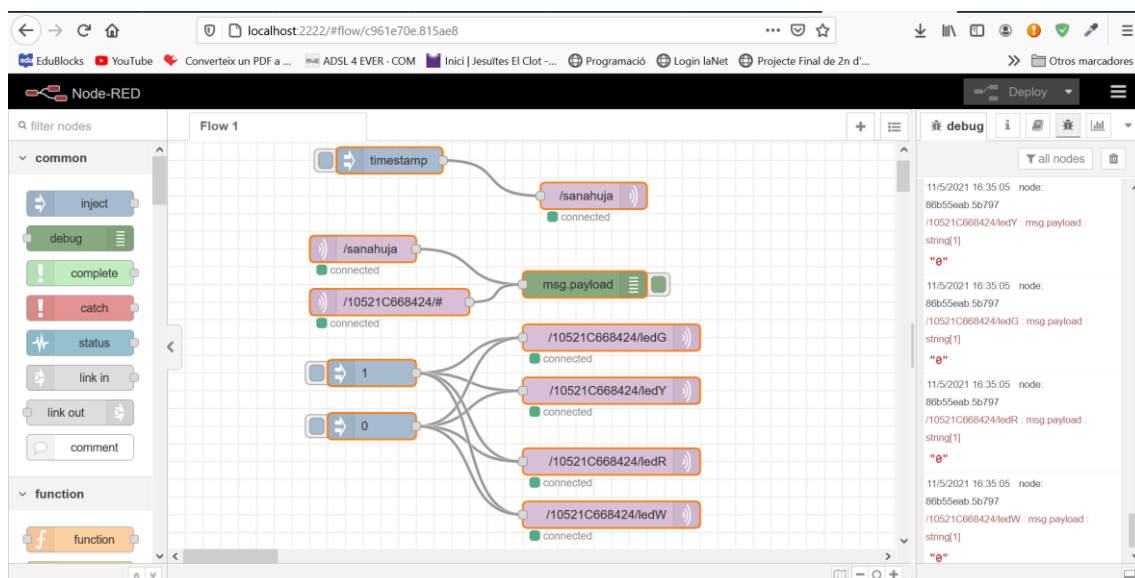 localhost:2222/#flow/c961e70e.815ae8
EduBlocks YouTube Converteix un PDF a ... ADSL 4 EVER - COM Inici | Jesuïtes El Clot -... Programació Login laNet Projecte Final de 2n d'... Otros marcadores
Node-RED Deploy
filter nodes
Flow 1
debug
i
common
all nodes
inject
debug
complete
catch
status
link in
link out
comment
function
function
timestamp
/sanahuja
connected
/sanahuja
connected
msg.payload
/10521C668424/#
connected
/10521C668424/ledG
connected
1
/10521C668424/ledY
connected
0
/10521C668424/ledR
connected
/10521C668424/ledW
connected
11/5/2021 16:35:05 node:
86b55eab.5b797
/10521C668424/ledY : msg.payload :
string[1]
"0"
11/5/2021 16:35:05 node:
86b55eab.5b797
/10521C668424/ledG : msg.payload :
string[1]
"0"
11/5/2021 16:35:05 node:
86b55eab.5b797
/10521C668424/ledR : msg.payload :
string[1]
"0"
11/5/2021 16:35:05 node:
86b55eab.5b797
/10521C668424/ledW : msg.payload :
string[1]
"0"